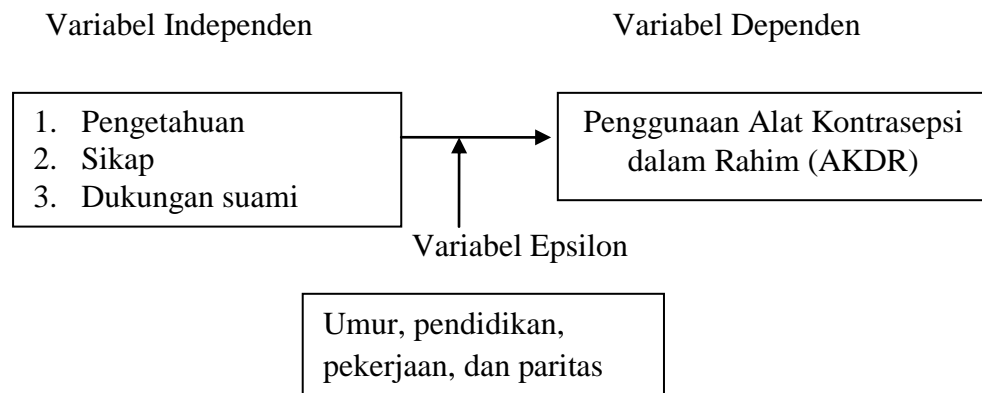 Variabel Independen
Variabel Dependen
1. Pengetahuan
2. Sikap
3. Dukungan suami
Penggunaan Alat Kontrasepsi
dalam Rahim (AKDR)
Variabel Epsilon
Umur, pendidikan,
pekerjaan, dan paritas